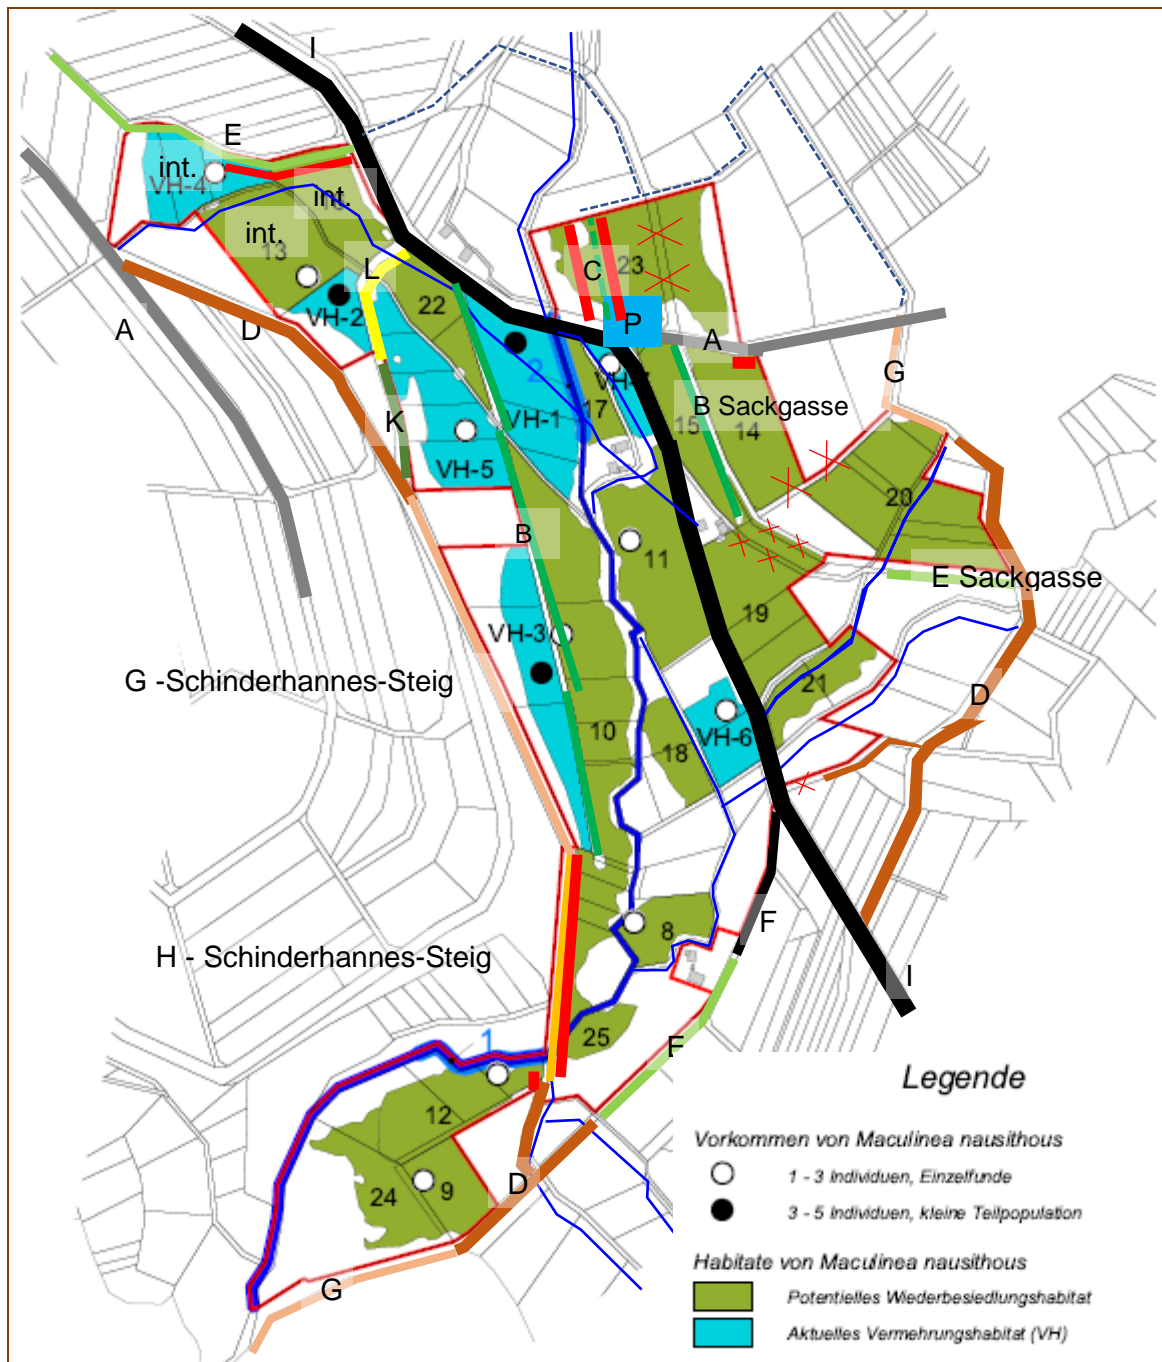 I
E
int.
VH-4
int.
int.
13
L
VH-2
A
D
22
C
23
P
A
2
VH-1
17
VH-7
15
B Sackgasse
14
G
K
VH-5
B
20
11
E Sackgasse
19
VH-3
G -Schinderhannes-Steig
21
D
10
18
VH-6
8
F
H - Schinderhannes-Steig
I
25
1
E
12
24
9
D
G
Legende
Vorkommen von Maculinea nausithous
1 - 3 Individuen, Einzelfunde
3 - 5 Individuen, kleine Teilpopulation
Habitate von Maculinea nausithous
Potentielles Wiederbesiedlungshabitat
Aktuelles Vermehrungshabitat (VH)